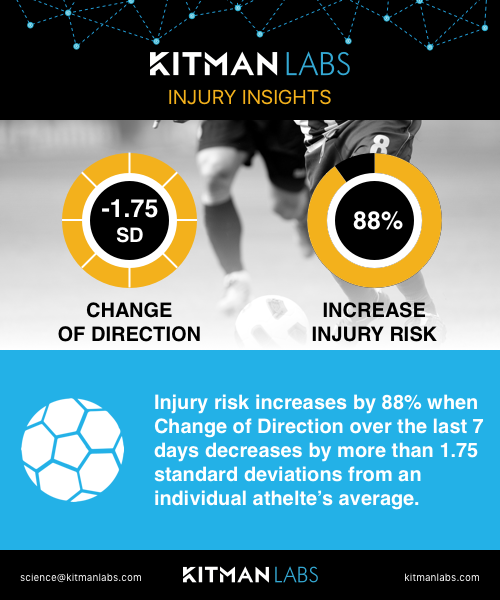 KITMAN LABS
INJURY INSIGHTS
8
-1.75
SD
88%
CHANGE
OF DIRECTION
INCREASE
INJURY RISK
Injury risk increases by 88% when
Change of Direction over the last 7
days decreases by more than 1.75
standard deviations from an
individual athelte's average.
science@kitmanlabs.com
KITMAN LABS
kitmanlabs.com